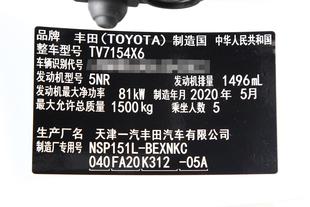 品牌 丰田(TOYOTA) 制造国 中华人民共和国
整车型号 TV7154X6
车辆识别代号
发动机型号 5NR 发动机排量 1496mL
发动机最大净功率 81kW 制造年月 2020年5月
最大允许总质量 1500kg 乘坐人数 5
生产厂名 天津一汽丰田汽车有限公司
制造厂专用号 NSP151L-BEXNKC
040FA20K312 -05A